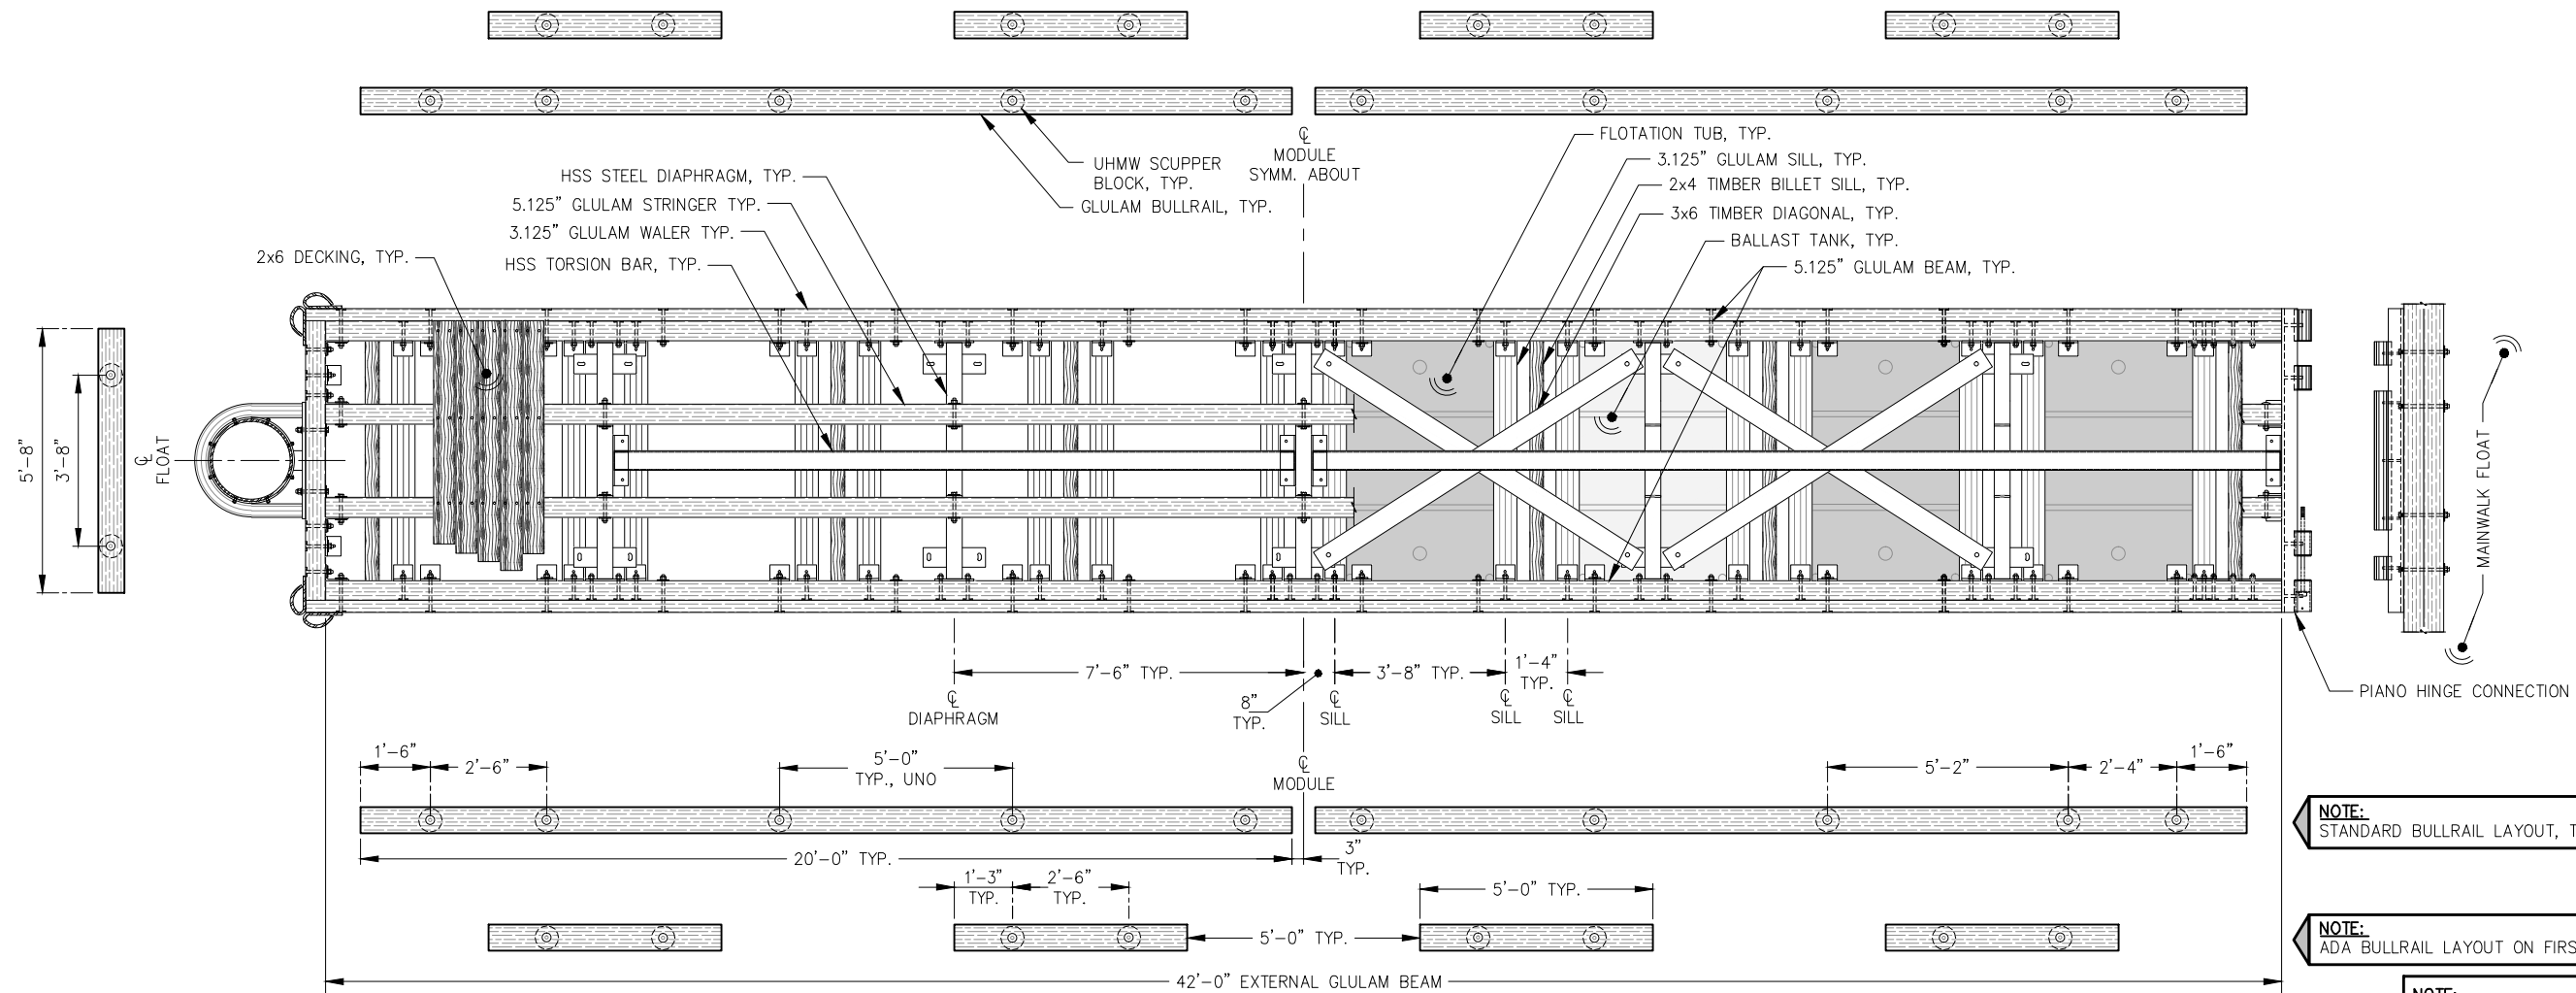 ℄
MODULE
SYMM. ABOUT
UHMW SCUPPER
BLOCK, TYP.
GLULAM BULLRAIL, TYP.
HSS STEEL DIAPHRAGM, TYP.
5.125" GLULAM STRINGER TYP.
3.125" GLULAM WALER TYP.
2x6 DECKING, TYP.
HSS TORSION BAR, TYP.
FLOTATION TUB, TYP.
3.125" GLULAM SILL, TYP.
2x4 TIMBER BILLET SILL, TYP.
3x6 TIMBER DIAGONAL, TYP.
BALLAST TANK, TYP.
5.125" GLULAM BEAM, TYP.
5'-8"
3'-8"
℄
FLOAT
MAINWALK FLOAT
PIANO HINGE CONNECTION
7'-6" TYP.
℄
DIAPHRAGM
8"
TYP.
3'-8" TYP.
1'-4"
TYP.
℄
SILL
℄
SILL
℄
SILL
1'-6"
2'-6"
5'-0"
TYP., UNO
℄
MODULE
5'-2"
2'-4"
1'-6"
20'-0" TYP.
3"
TYP.
NOTE:
STANDARD BULLRAIL LAYOUT,
1'-3"
TYP.
2'-6"
TYP.
5'-0" TYP.
5'-0" TYP.
NOTE:
ADA BULLRAIL LAYOUT ON
42'-0" EXTERNAL GLULAM BEAM
NOTE: